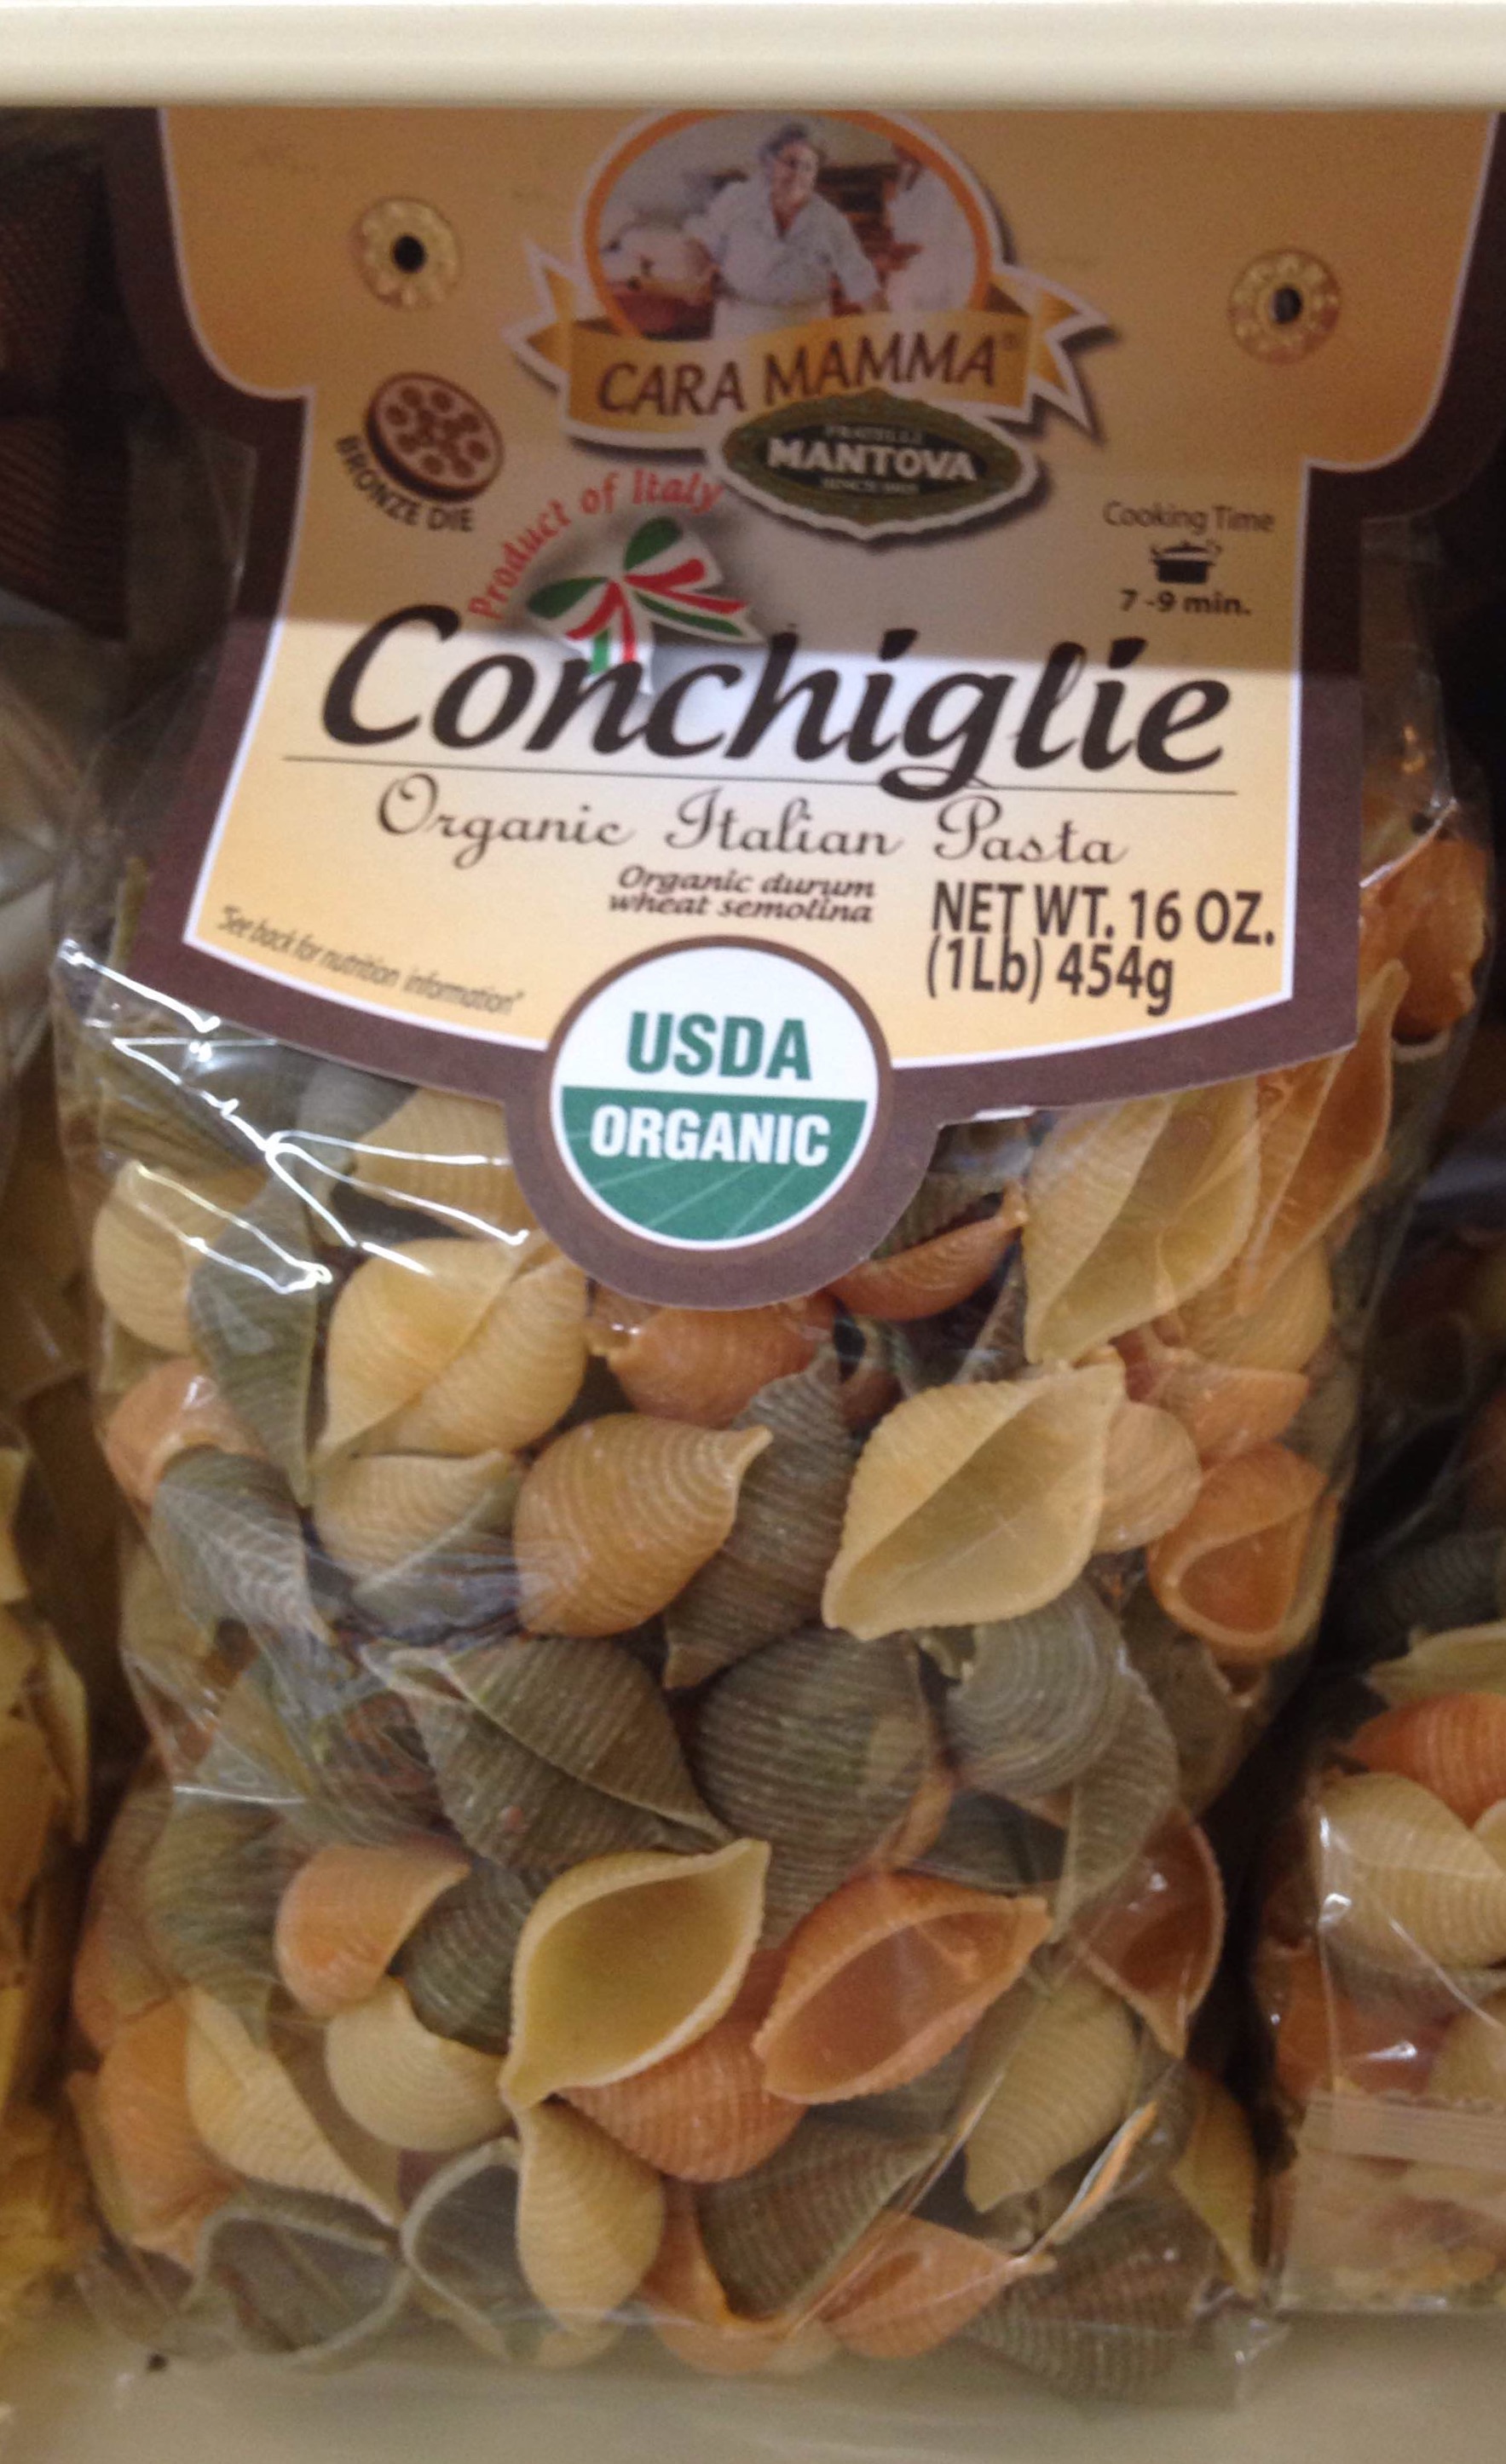 CARA MAMMA®
FRATELLI
MANTOVA
BRONZE DIE
Product of Italy
Cooking Time
7-9 min.
Conchiglie
Organic Italian Pasta
Organic durum
wheat semolina
NET WT. 16 OZ.
(1Lb) 454g
"See back for nutrition information"
USDA
ORGANIC